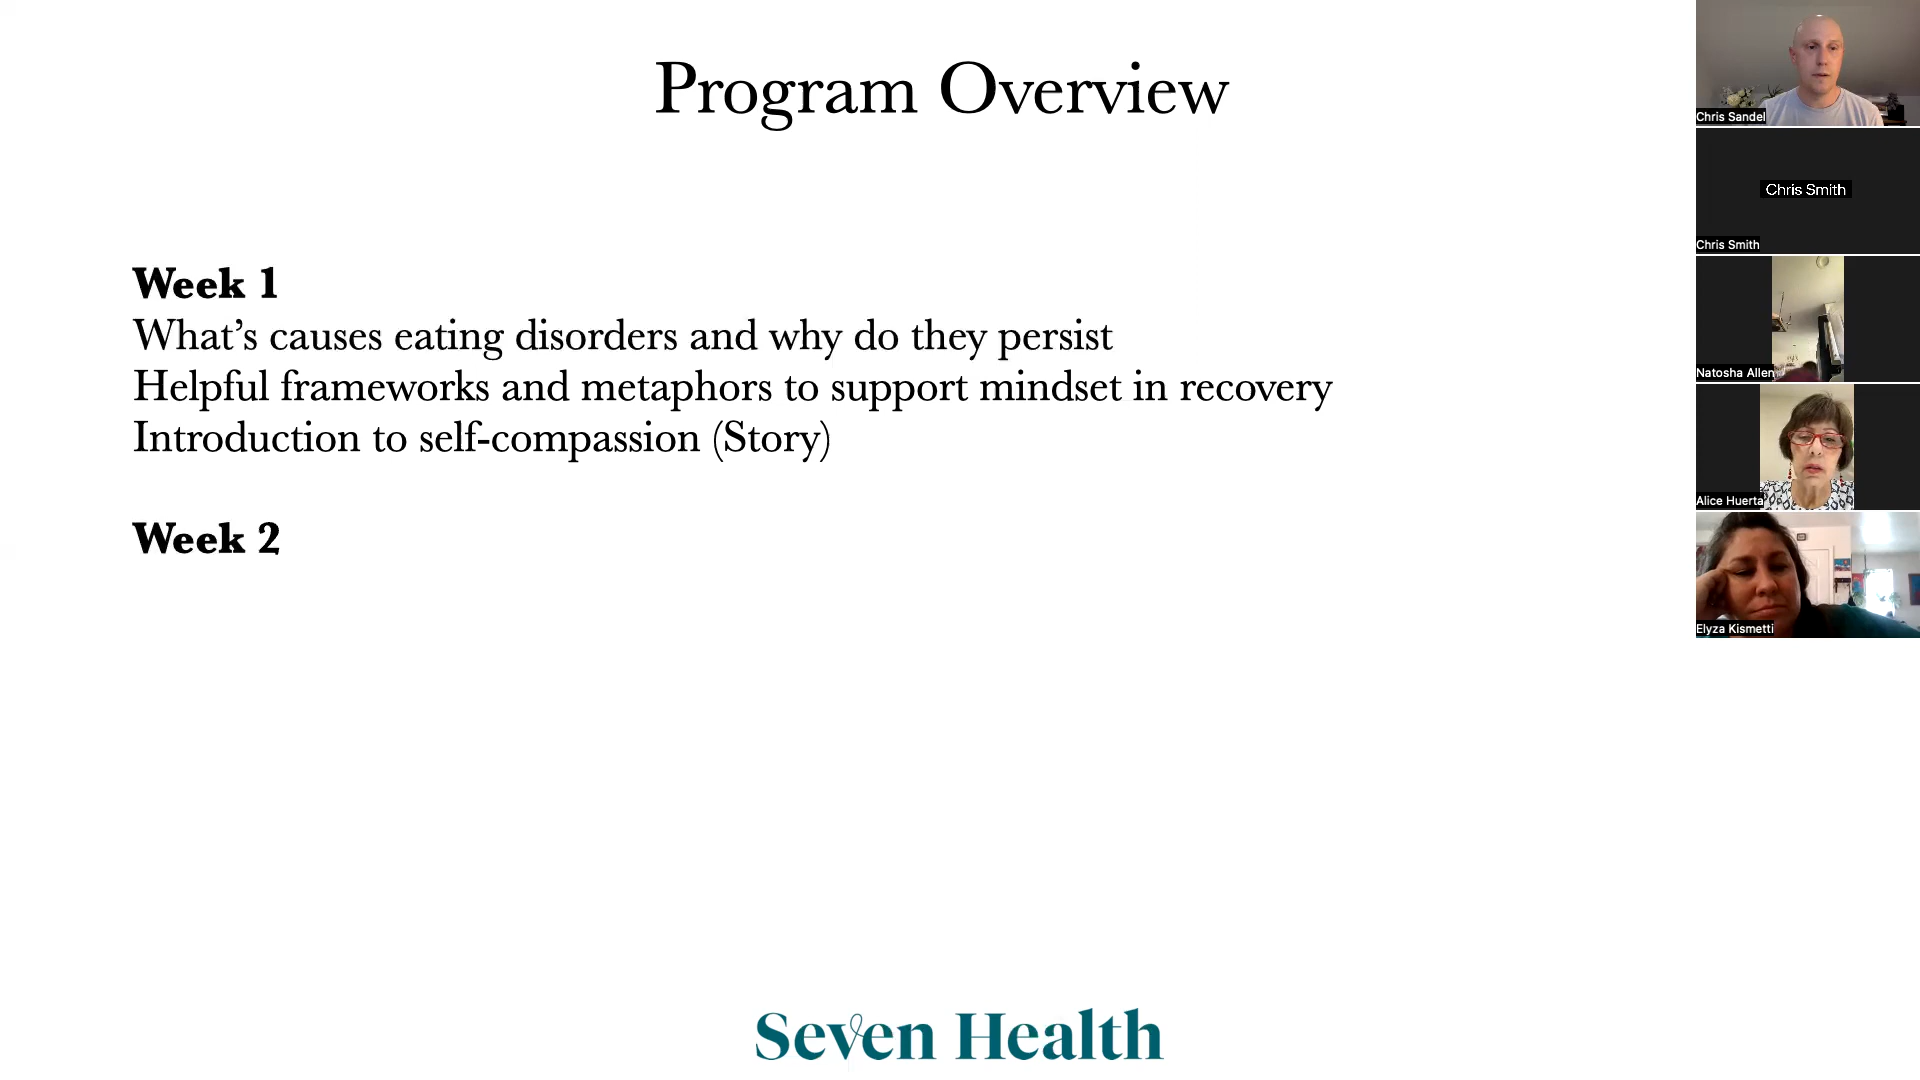 Program Overview
Week 1
What’s causes eating disorders and why do they persist
Helpful frameworks and metaphors to support mindset in recovery
Introduction to self-compassion (Story)
Week 2
Seven Health
Chris Sandel
Chris Smith
Chris Smith
Natosha Allen
Alice Huerta
Elyza Kismetti